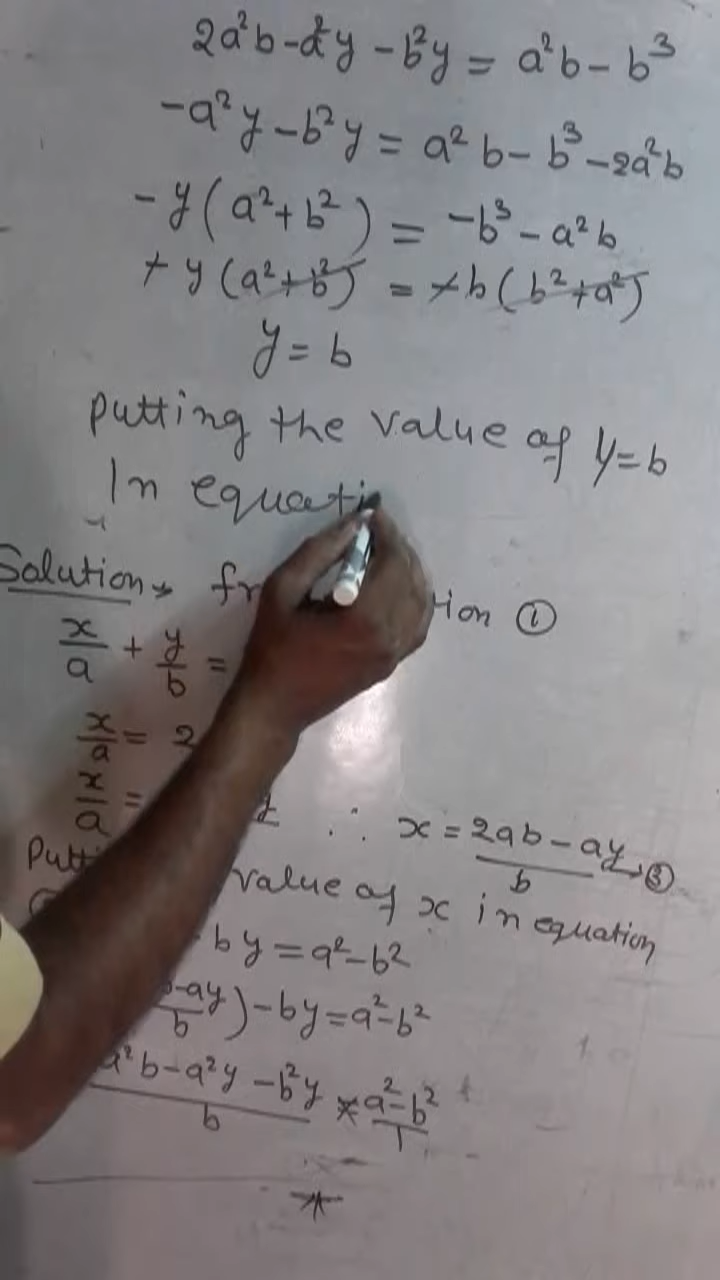 2a²b-a²y-b²y = a²b-b³
-a²y-b²y = a²b-b³-2a²b
-y(a²+b²) = -b³-a²b
+y(a²+b²) = +b(b²+a²)
y = b
Putting the value of y=b
In equati
Solution→ fr tion ①
x/a + y/b =
x/a = 2
x/a = ∴ x = 2ab-ay/b →③
Putti value of x in equation
by = a²-b²
-ay/b)-by = a²-b²
a²b-a²y-b²y/b × a²-b²/1